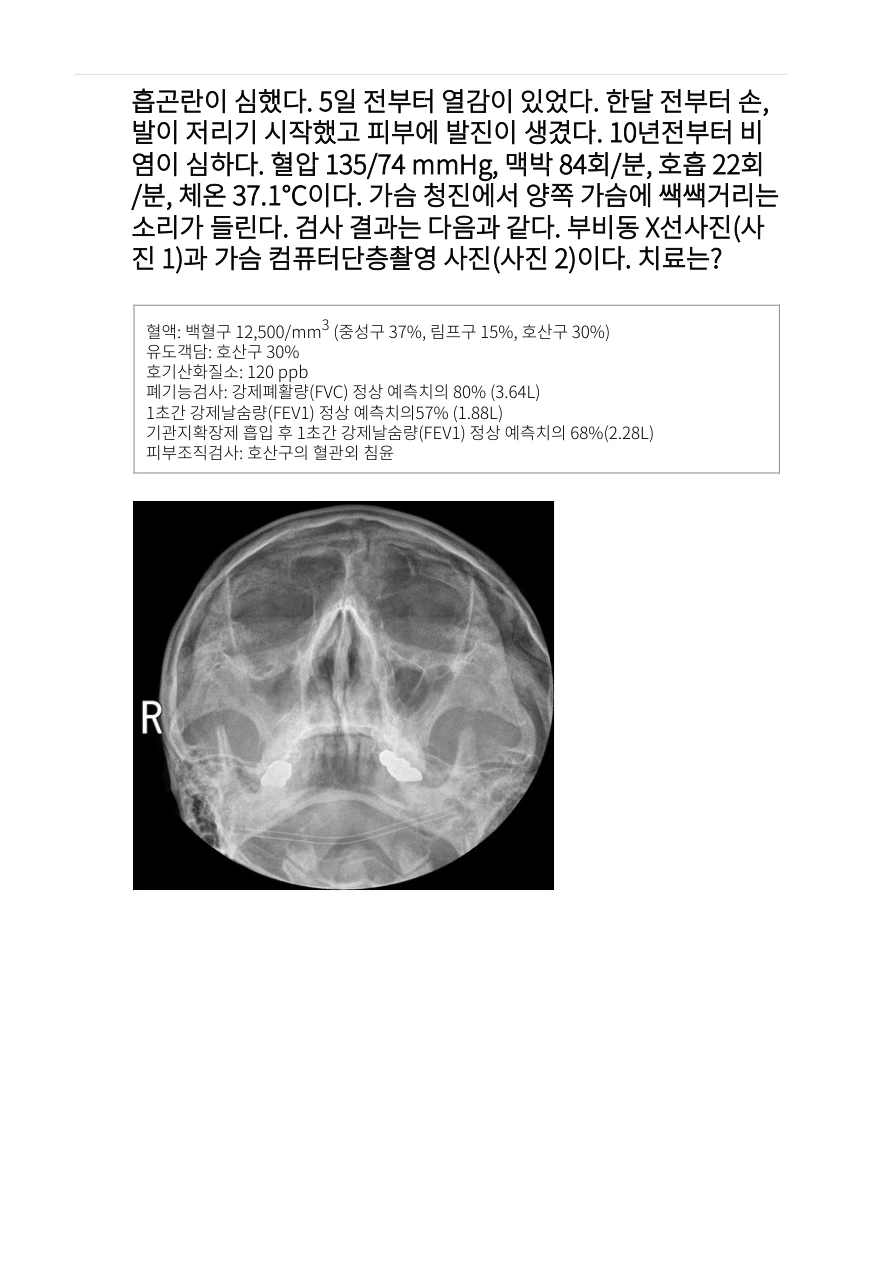 흡곤란이 심했다. 5일 전부터 열감이 있었다. 한달 전부터 손,
발이 저리기 시작했고 피부에 발진이 생겼다. 10년전부터 비
염이 심하다. 혈압 135/74 mmHg, 맥박 84회/분, 호흡 22회
/분, 체온 37.1°C이다. 가슴 청진에서 양쪽 가슴에 쌕쌕거리는
소리가 들린다. 검사 결과는 다음과 같다. 부비동 X선사진(사
진 1)과 가슴 컴퓨터단층촬영 사진(사진 2)이다. 치료는?
혈액: 백혈구 12,500/mm³ (중성구 37%, 림프구 15%, 호산구 30%)
유도객담: 호산구 30%
호기산화질소: 120 ppb
폐기능검사: 강제폐활량(FVC) 정상 예측치의 80% (3.64L)
1초간 강제날숨량(FEV1) 정상 예측치의57% (1.88L)
기관지확장제 흡입 후 1초간 강제날숨량(FEV1) 정상 예측치의 68%(2.28L)
피부조직검사: 호산구의 혈관외 침윤
R